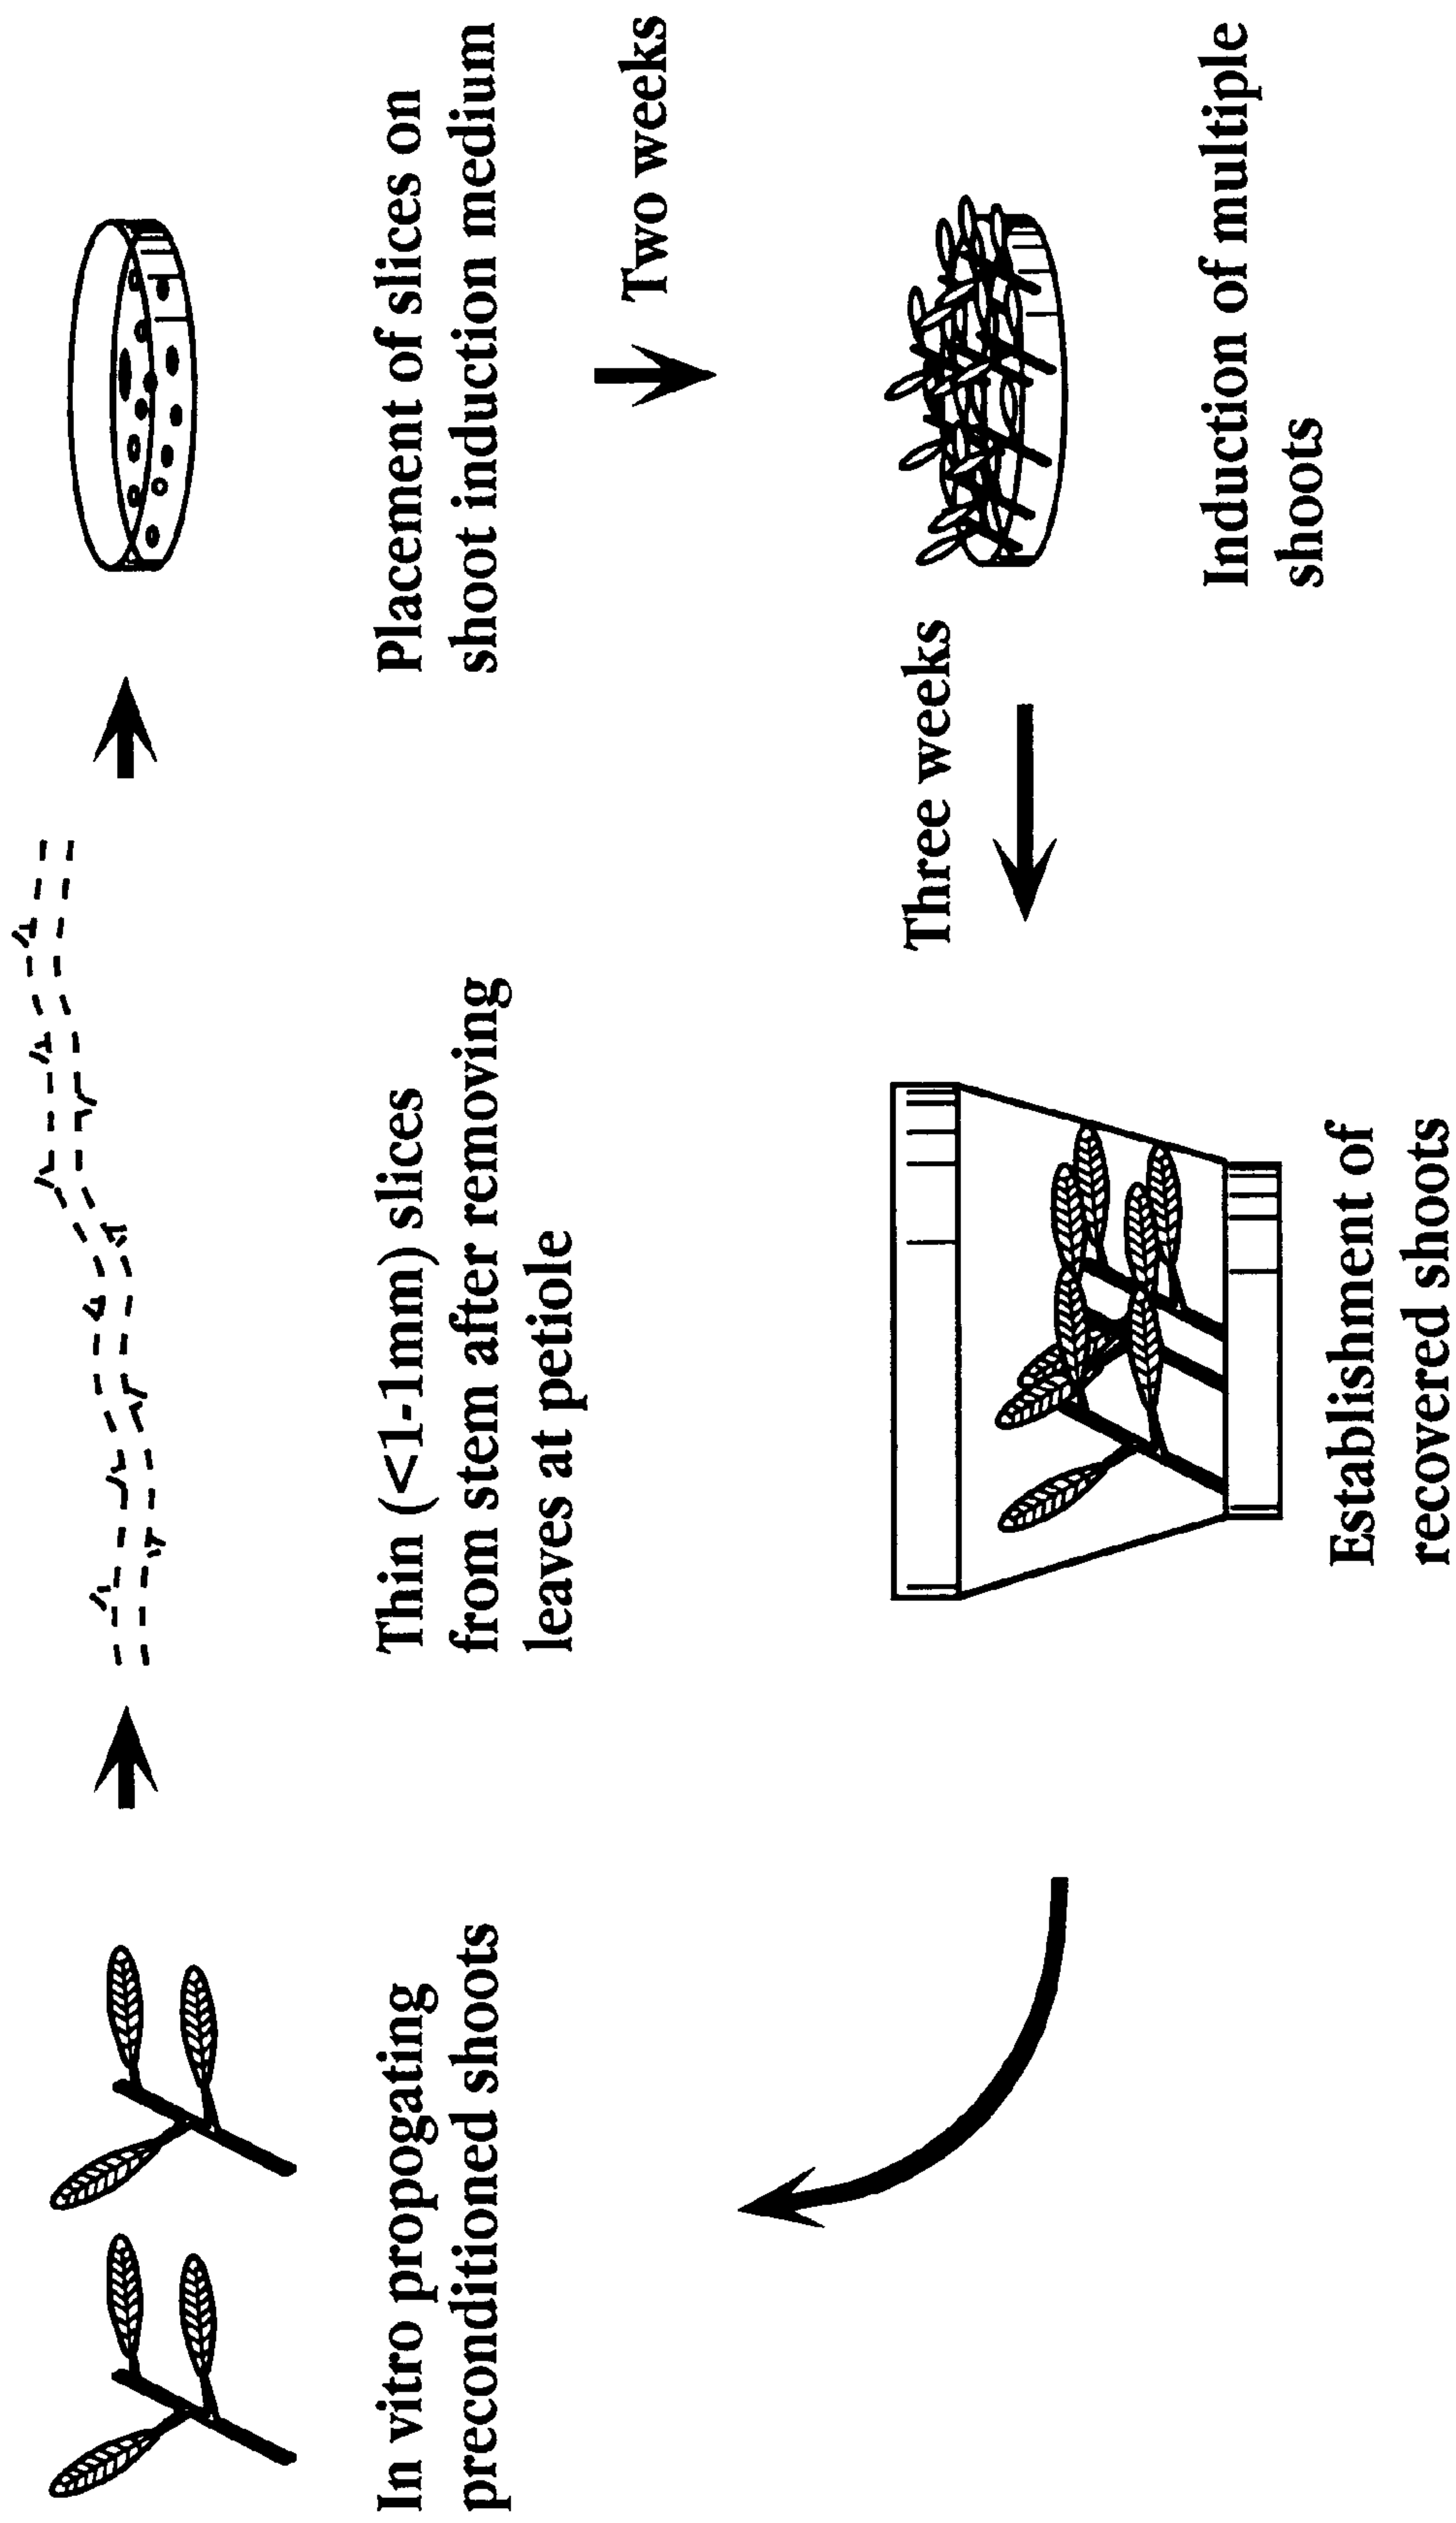 In vitro propogating
preconditioned shoots
Thin (<1-1mm) slices
from stem after removing
leaves at petiole
Placement of slices on
shoot induction medium
Two weeks
Induction of multiple
shoots
Three weeks
Establishment of
recovered shoots